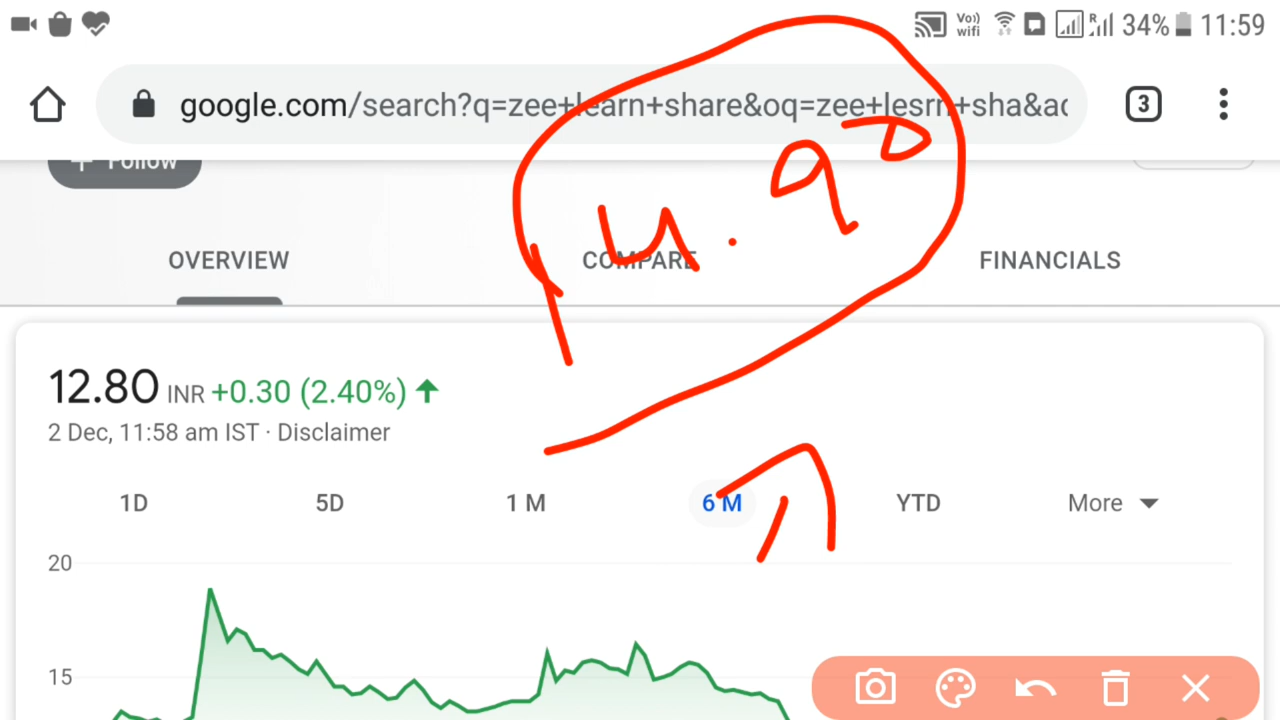 Vo)) wifi R 34% 11:59
google.com/search?q=zee+learn+share&oq=zee+lesrn+sha&ac
3
+ Follow
4.90
OVERVIEW COMPARE FINANCIALS
12.80 INR +0.30 (2.40%)
2 Dec, 11:58 am IST · Disclaimer
1D 5D 1 M 6 M YTD More
20
15